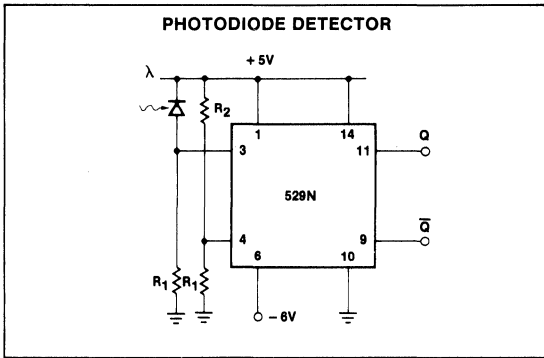 PHOTODIODE DETECTOR
λ
+ 5V
R2
1
14
3
11
Q
529N
4
9
Q̅
6
10
R1
R1
– 6V